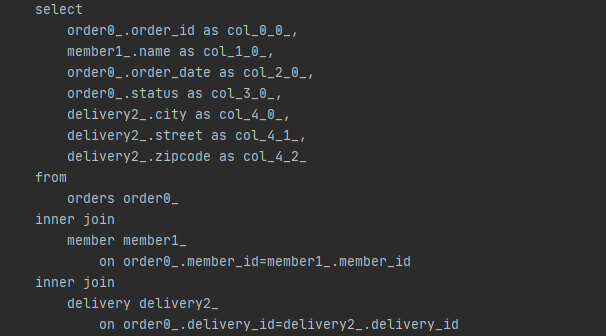 select
order0_.order_id as col_0_0_,
member1_.name as col_1_0_,
order0_.order_date as col_2_0_,
order0_.status as col_3_0_,
delivery2_.city as col_4_0_,
delivery2_.street as col_4_1_,
delivery2_.zipcode as col_4_2_
from
orders order0_
inner join
member member1_
on order0_.member_id=member1_.member_id
inner join
delivery delivery2_
on order0_.delivery_id=delivery2_.delivery_id